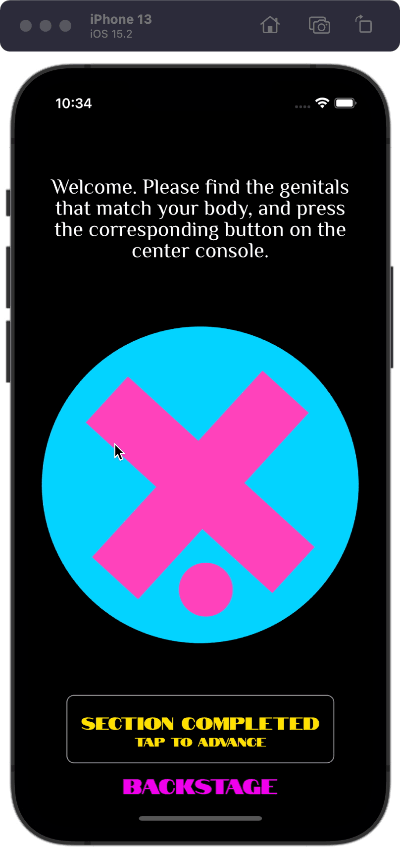 iPhone 13
iOS 15.2
10:34
Welcome. Please find the genitals
that match your body, and press
the corresponding button on the
center console.
SECTION COMPLETED
TAP TO ADVANCE
BACKSTAGE